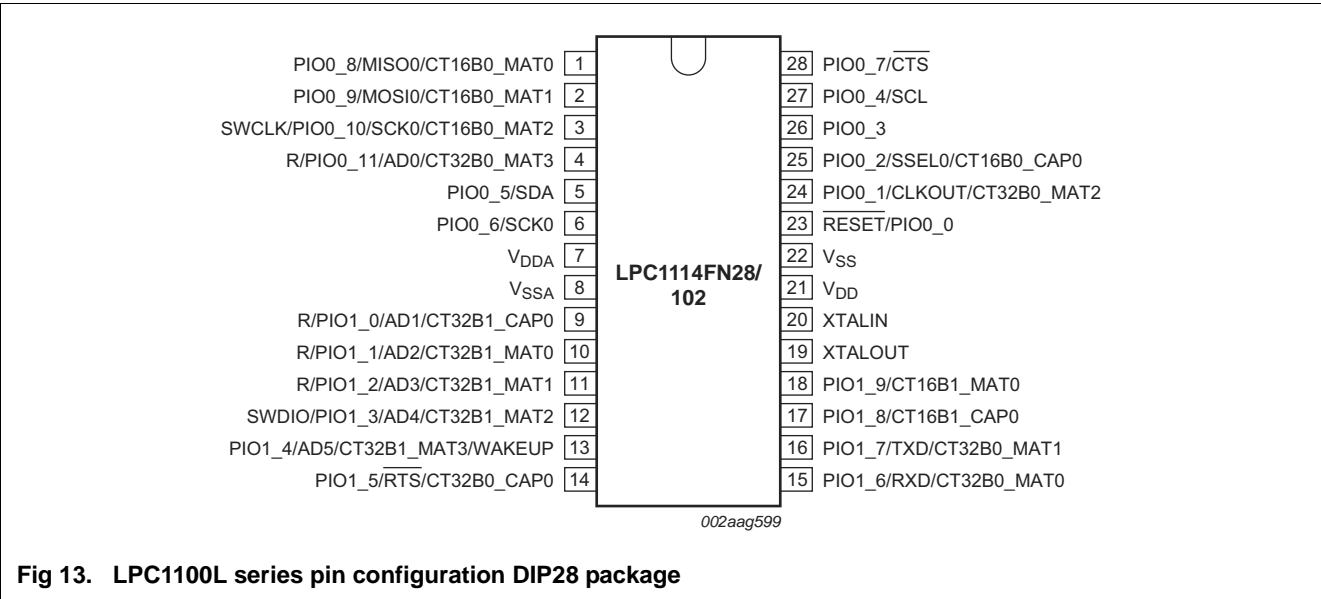 PIO0_8/MISO0/CT16B0_MAT0 1
PIO0_9/MOSI0/CT16B0_MAT1 2
SWCLK/PIO0_10/SCK0/CT16B0_MAT2 3
R/PIO0_11/AD0/CT32B0_MAT3 4
PIO0_5/SDA 5
PIO0_6/SCK0 6
VDDA 7
VSSA 8
R/PIO1_0/AD1/CT32B1_CAP0 9
R/PIO1_1/AD2/CT32B1_MAT0 10
R/PIO1_2/AD3/CT32B1_MAT1 11
SWDIO/PIO1_3/AD4/CT32B1_MAT2 12
PIO1_4/AD5/CT32B1_MAT3/WAKEUP 13
PIO1_5/RTS/CT32B0_CAP0 14
LPC1114FN28/
102
28 PIO0_7/CTS
27 PIO0_4/SCL
26 PIO0_3
25 PIO0_2/SSEL0/CT16B0_CAP0
24 PIO0_1/CLKOUT/CT32B0_MAT2
23 RESET/PIO0_0
22 VSS
21 VDD
20 XTALIN
19 XTALOUT
18 PIO1_9/CT16B1_MAT0
17 PIO1_8/CT16B1_CAP0
16 PIO1_7/TXD/CT32B0_MAT1
15 PIO1_6/RXD/CT32B0_MAT0
002aag599
Fig 13. LPC1100L series pin configuration DIP28 package